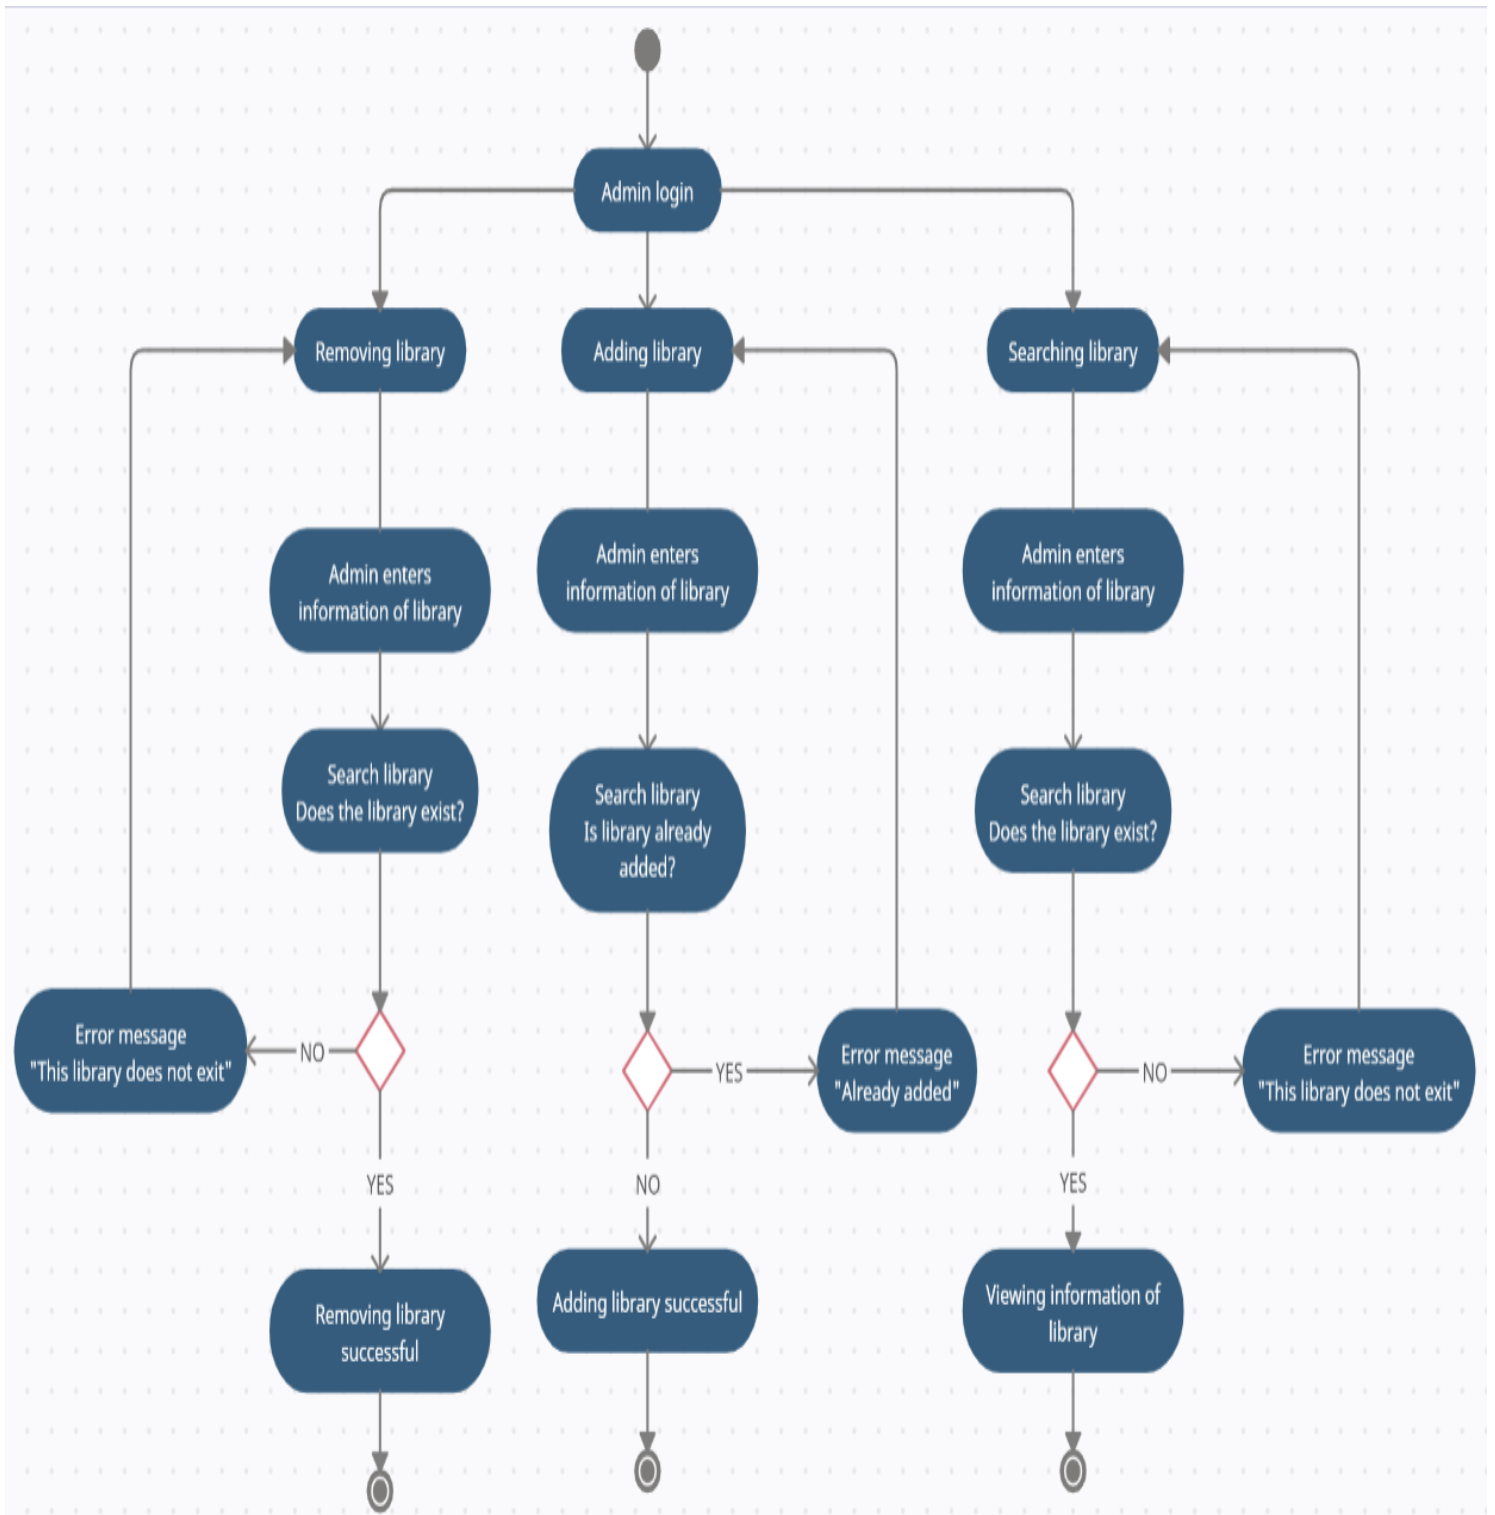 Admin login
Removing library
Adding library
Searching library
Admin enters
information of library
Admin enters
information of library
Admin enters
information of library
Search library
Does the library exist?
Search library
Is library already
added?
Search library
Does the library exist?
Error message
"This library does not exit"
NO
YES
Error message
"Already added"
NO
Error message
"This library does not exit"
YES
NO
YES
Removing library
successful
Adding library successful
Viewing information of
library